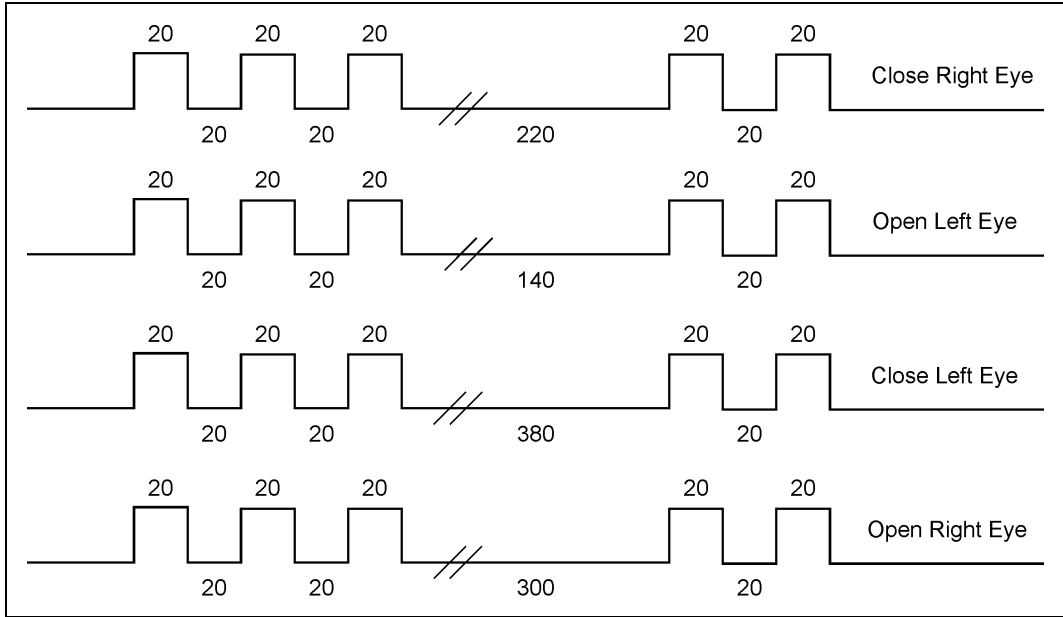 20 20 20 20 20
Close Right Eye
20 20 220 20
20 20 20 20 20
Open Left Eye
20 20 140 20
20 20 20 20 20
Close Left Eye
20 20 380 20
20 20 20 20 20
Open Right Eye
20 20 300 20